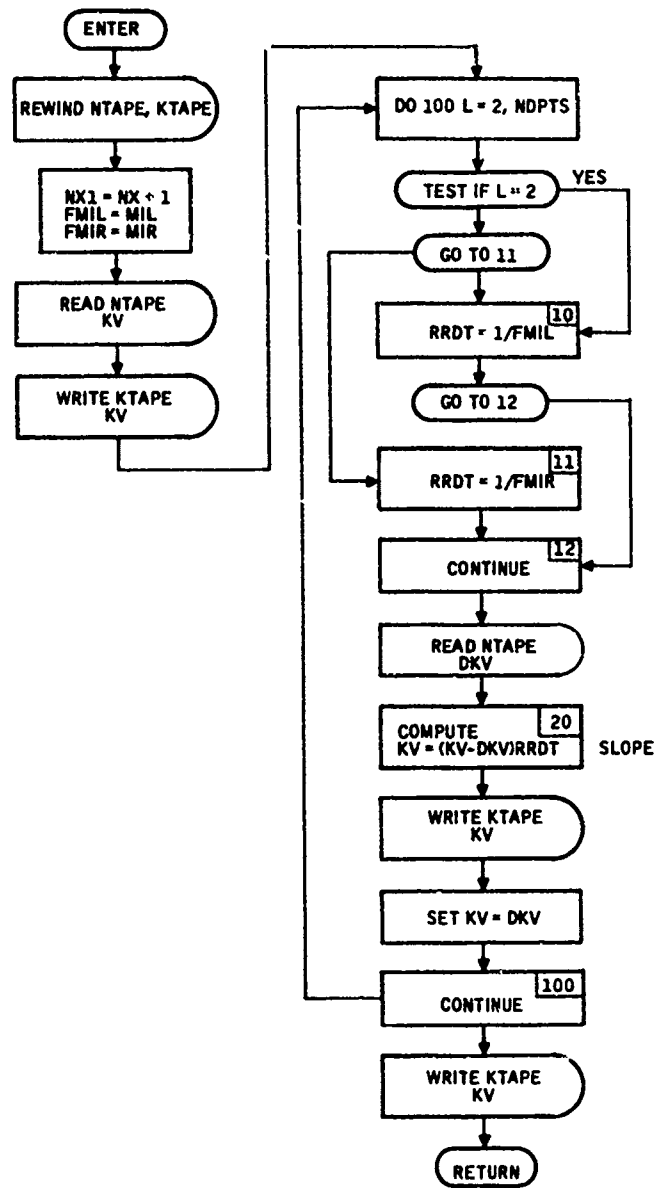 ENTER
REWIND NTAPE, KTAPE
NX1 = NX + 1
FMIL = MIL
FMIR = MIR
READ NTAPE
KV
WRITE KTAPE
KV
DO 100 L = 2, NDPTS
TEST IF L = 2
YES
GO TO 11
10
RRDT = 1/FMIL
GO TO 12
11
RRDT = 1/FMIR
12
CONTINUE
READ NTAPE
DKV
20
COMPUTE
KV = (KV-DKV)RRDT
SLOPE
WRITE KTAPE
KV
SET KV = DKV
100
CONTINUE
WRITE KTAPE
KV
RETURN